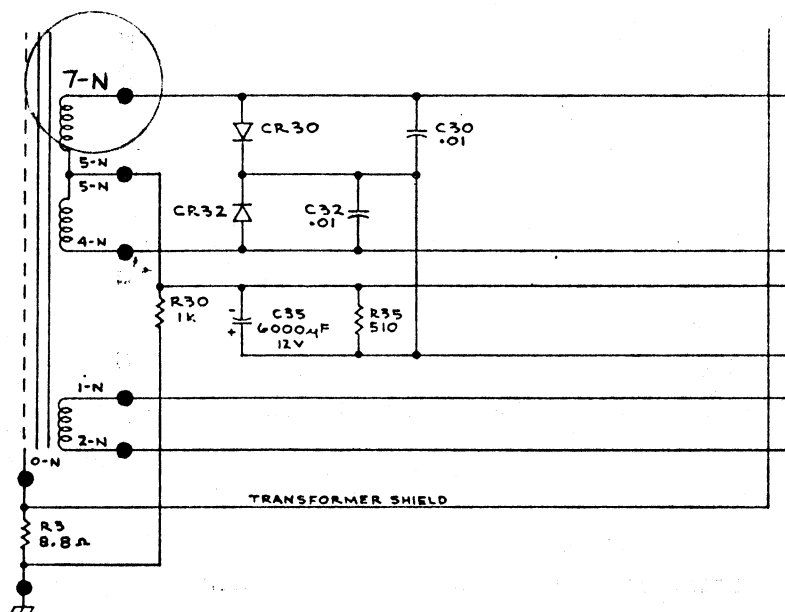 7-N
CR30
C30
.01
5-N
5-N
CR32
C32
.01
4-N
R30
1K
C35
6000µF
12V
-
+
R35
510
1-N
2-N
0-N
TRANSFORMER SHIELD
R3
8.8Ω